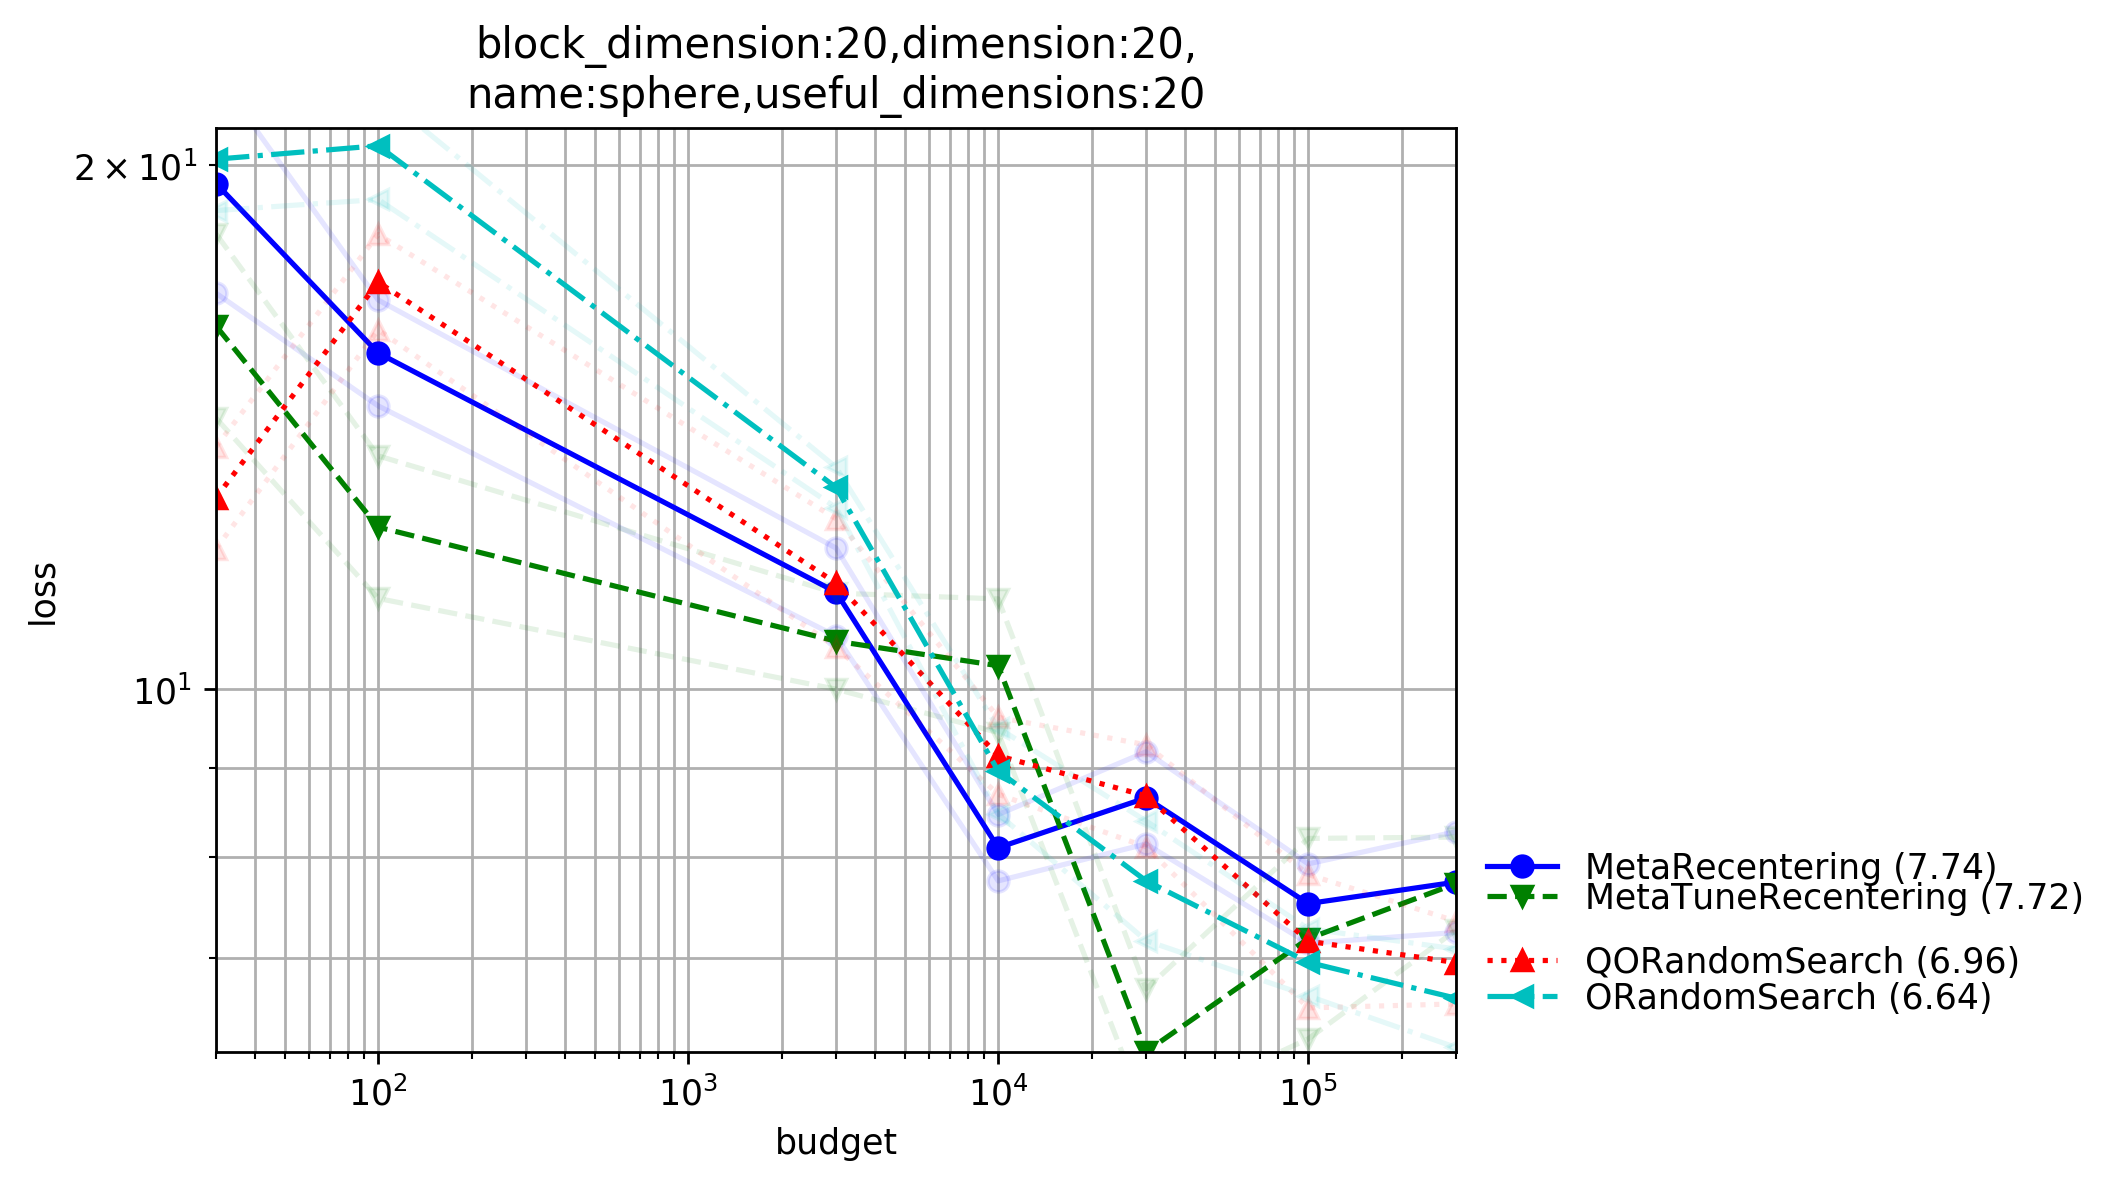 block_dimension:20,dimension:20,
name:sphere,useful_dimensions:20
2 × 10¹
10¹
loss
10² 10³ 10⁴ 10⁵
budget
MetaRecentering (7.74)
MetaTuneRecentering (7.72)
QORandomSearch (6.96)
ORandomSearch (6.64)